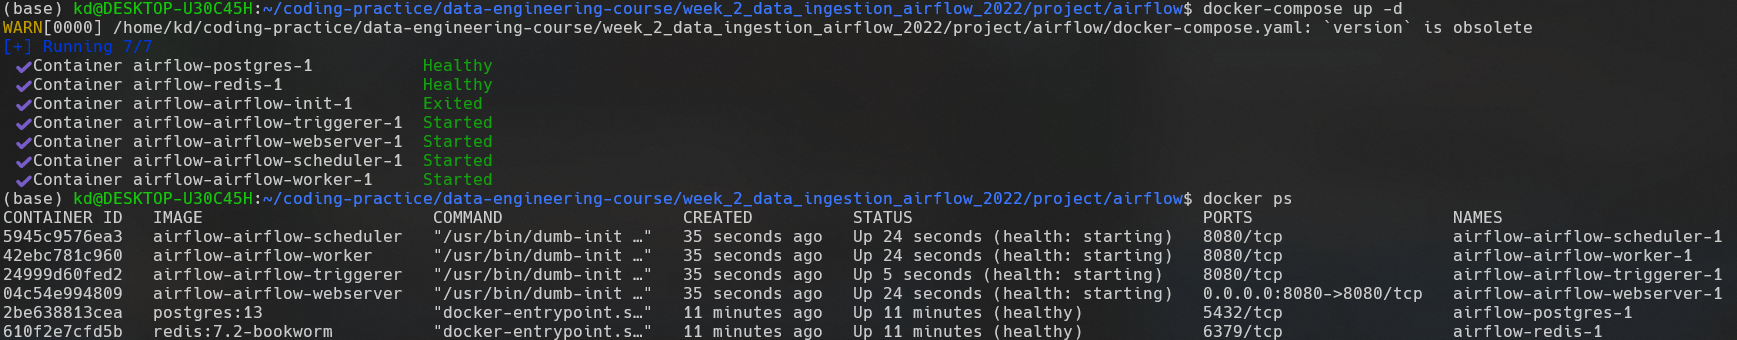 (base) kd@DESKTOP-U30C45H:~/coding-practice/data-engineering-course/week_2_data_ingestion_airflow_2022/project/airflow$ docker-compose up -d
WARN[0000] /home/kd/coding-practice/data-engineering-course/week_2_data_ingestion_airflow_2022/project/airflow/docker-compose.yaml: `version` is obsolete
[+] Running 7/7
✔Container airflow-postgres-1 Healthy
✔Container airflow-redis-1 Healthy
✔Container airflow-airflow-init-1 Exited
✔Container airflow-airflow-triggerer-1 Started
✔Container airflow-airflow-webserver-1 Started
✔Container airflow-airflow-scheduler-1 Started
✔Container airflow-airflow-worker-1 Started
(base) kd@DESKTOP-U30C45H:~/coding-practice/data-engineering-course/week_2_data_ingestion_airflow_2022/project/airflow$ docker ps
CONTAINER ID IMAGE COMMAND CREATED STATUS PORTS NAMES
5945c9576ea3 airflow-airflow-scheduler "/usr/bin/dumb-init …" 35 seconds ago Up 24 seconds (health: starting) 8080/tcp airflow-airflow-scheduler-1
42ebc781c960 airflow-airflow-worker "/usr/bin/dumb-init …" 35 seconds ago Up 24 seconds (health: starting) 8080/tcp airflow-airflow-worker-1
24999d60fed2 airflow-airflow-triggerer "/usr/bin/dumb-init …" 35 seconds ago Up 5 seconds (health: starting) 8080/tcp airflow-airflow-triggerer-1
04c54e994809 airflow-airflow-webserver "/usr/bin/dumb-init …" 35 seconds ago Up 24 seconds (health: starting) 0.0.0.0:8080->8080/tcp airflow-airflow-webserver-1
2be638813cea postgres:13 "docker-entrypoint.s…" 11 minutes ago Up 11 minutes (healthy) 5432/tcp airflow-postgres-1
610f2e7cfd5b redis:7.2-bookworm "docker-entrypoint.s…" 11 minutes ago Up 11 minutes (healthy) 6379/tcp airflow-redis-1